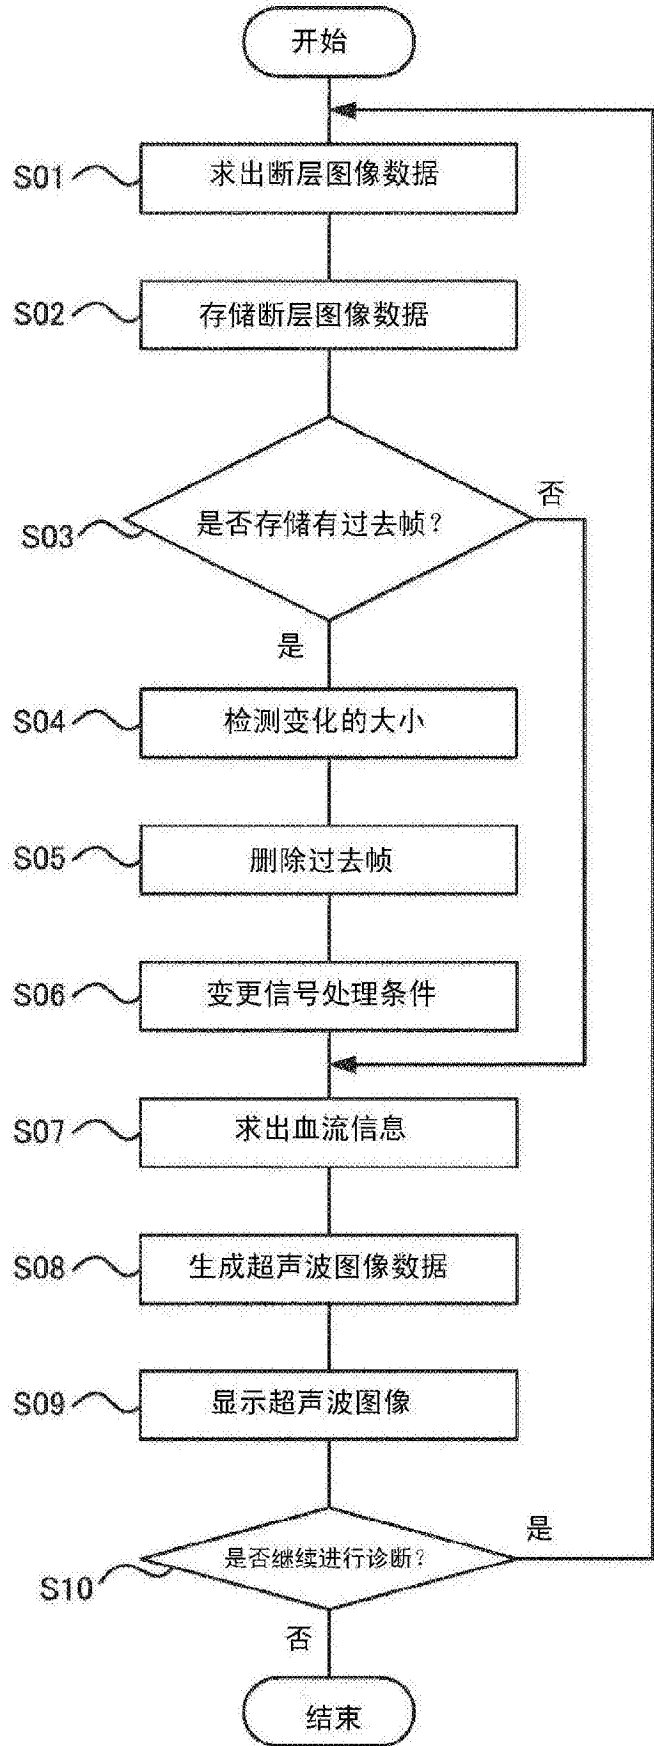 开始
S01
求出断层图像数据
S02
存储断层图像数据
否
S03
是否存储有过去帧？
是
S04
检测变化的大小
S05
删除过去帧
S06
变更信号处理条件
S07
求出血流信息
S08
生成超声波图像数据
S09
显示超声波图像
是
S10
是否继续进行诊断？
否
结束